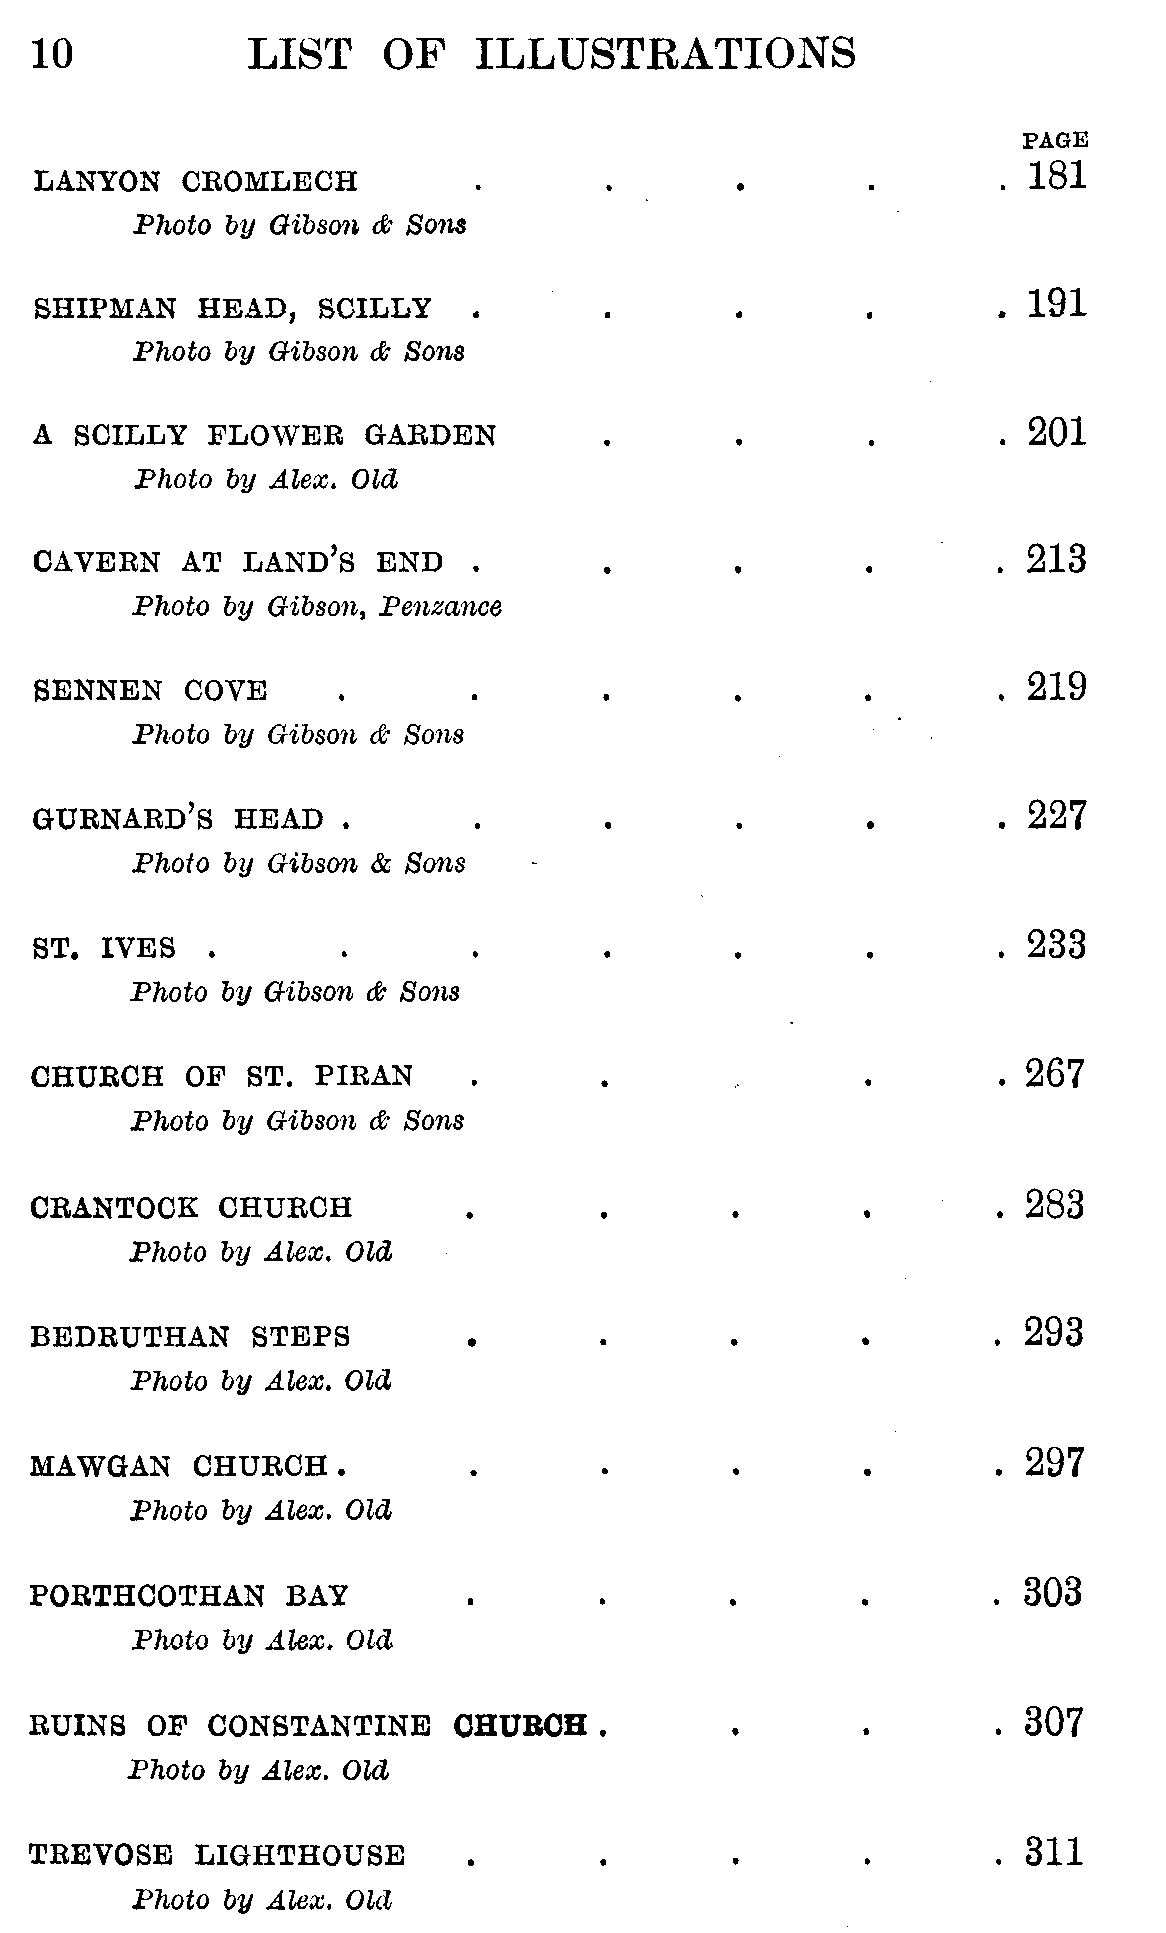 10 LIST OF ILLUSTRATIONS
PAGE
LANYON CROMLECH . . . . . 181
Photo by Gibson & Sons
SHIPMAN HEAD, SCILLY . . . . . 191
Photo by Gibson & Sons
A SCILLY FLOWER GARDEN . . . . 201
Photo by Alex. Old
CAVERN AT LAND'S END . . . . . 213
Photo by Gibson, Penzance
SENNEN COVE . . . . . . 219
Photo by Gibson & Sons
GURNARD'S HEAD . . . . . . 227
Photo by Gibson & Sons
ST. IVES . . . . . . . 233
Photo by Gibson & Sons
CHURCH OF ST. PIRAN . . . . . 267
Photo by Gibson & Sons
CRANTOCK CHURCH . . . . . 283
Photo by Alex. Old
BEDRUTHAN STEPS . . . . . 293
Photo by Alex. Old
MAWGAN CHURCH . . . . . . 297
Photo by Alex. Old
PORTHCOTHAN BAY . . . . . 303
Photo by Alex. Old
RUINS OF CONSTANTINE CHURCH . . . . 307
Photo by Alex. Old
TREVOSE LIGHTHOUSE . . . . . 311
Photo by Alex. Old